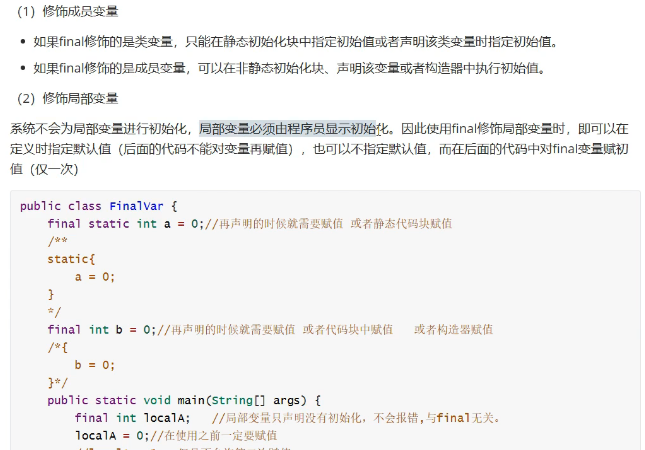 （1）修饰成员变量
• 如果final修饰的是类变量，只能在静态初始化块中指定初始值或者声明该类变量时指定初始值。
• 如果final修饰的是成员变量，可以在非静态初始化块、声明该变量或者构造器中执行初始值。
（2）修饰局部变量
系统不会为局部变量进行初始化，局部变量必须由程序员显示初始化。因此使用final修饰局部变量时，即可以在
定义时指定默认值（后面的代码不能对变量再赋值），也可以不指定默认值，而在后面的代码中对final变量赋初
值（仅一次）
public class FinalVar {
    final static int a = 0;//再声明的时候就需要赋值 或者静态代码块赋值
    /**
    static{
        a = 0;
    }
    */
    final int b = 0;//再声明的时候就需要赋值 或者代码块中赋值   或者构造器赋值
    /*{
        b = 0;
    }*/
    public static void main(String[] args) {
        final int localA;   //局部变量只声明没有初始化，不会报错,与final无关。
        localA = 0;//在使用之前一定要赋值